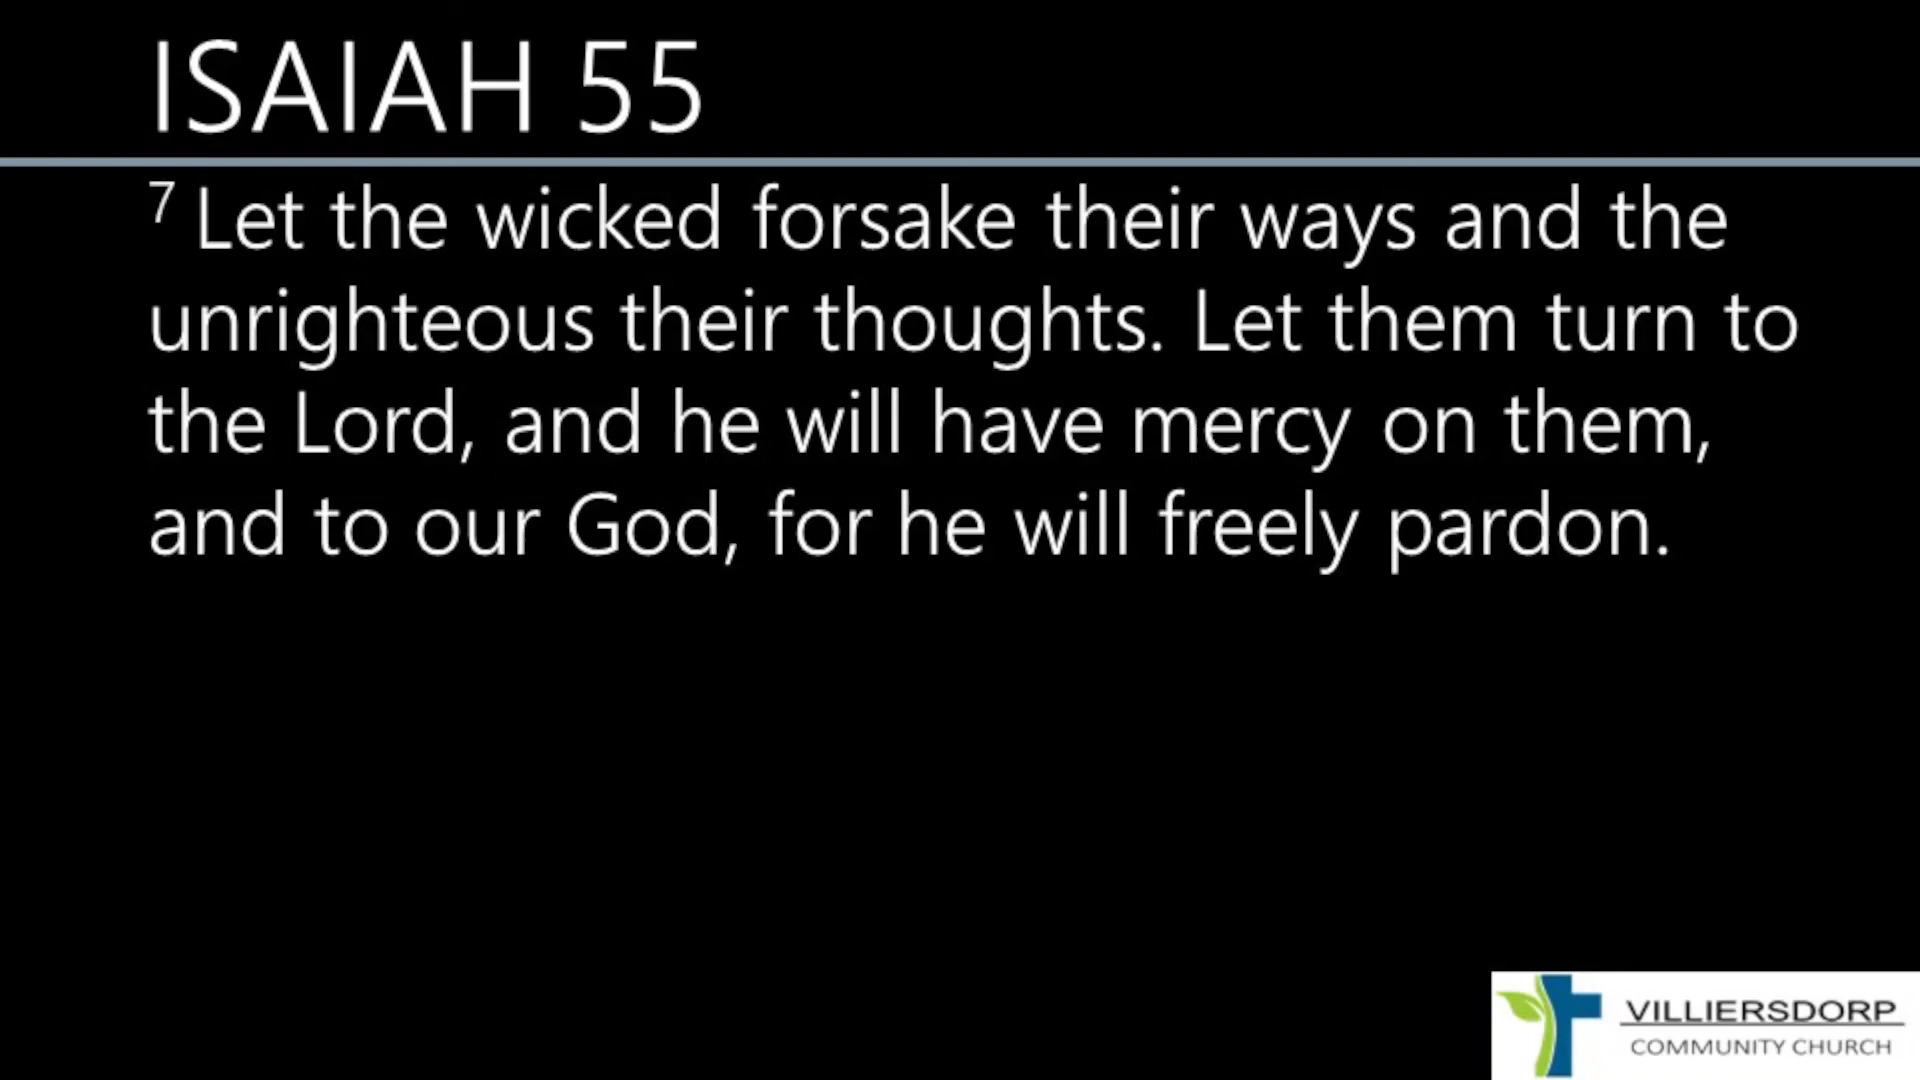 ISAIAH 55
7 Let the wicked forsake their ways and the
unrighteous their thoughts. Let them turn to
the Lord, and he will have mercy on them,
and to our God, for he will freely pardon.
VILLIERSDORP
COMMUNITY CHURCH